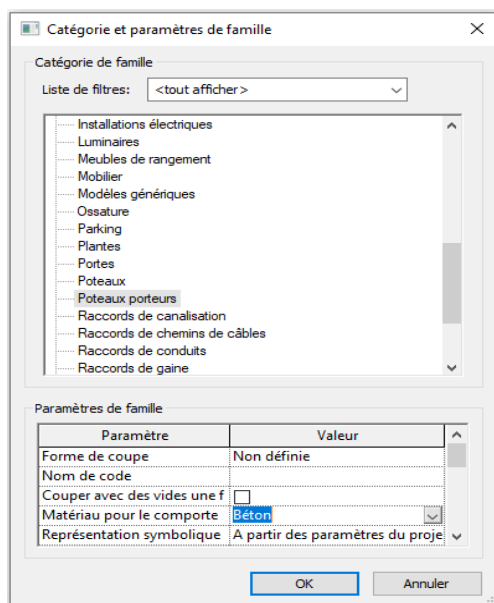 Catégorie et paramètres de famille
Catégorie de famille
Liste de filtres: <tout afficher>
Installations électriques
Luminaires
Meubles de rangement
Mobilier
Modèles génériques
Ossature
Parking
Plantes
Portes
Poteaux
Poteaux porteurs
Raccords de canalisation
Raccords de chemins de câbles
Raccords de conduits
Raccords de gaine
Paramètres de famille
Paramètre Valeur
Forme de coupe Non définie
Nom de code
Couper avec des vides une f
Matériau pour le comporte Béton
Représentation symbolique A partir des paramètres du proje
OK Annuler